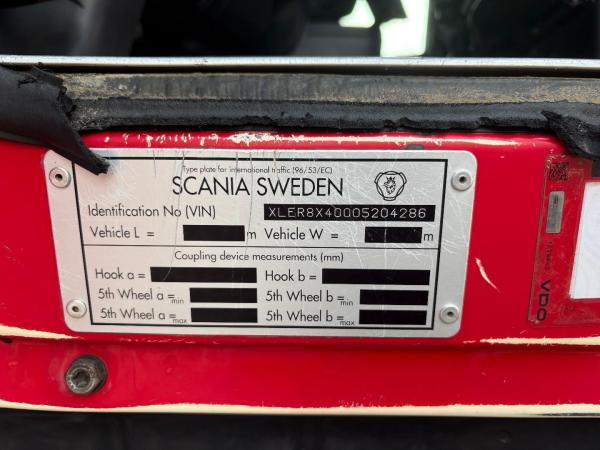 Type plate for international traffic (96/53/EC)
SCANIA SWEDEN
Identification No (VIN) XLER8X40005204286
Vehicle L = m Vehicle W = m
Coupling device measurements (mm)
Hook a = Hook b =
5th Wheel a =min 5th Wheel b =min
5th Wheel a =max 5th Wheel b =max
VDO